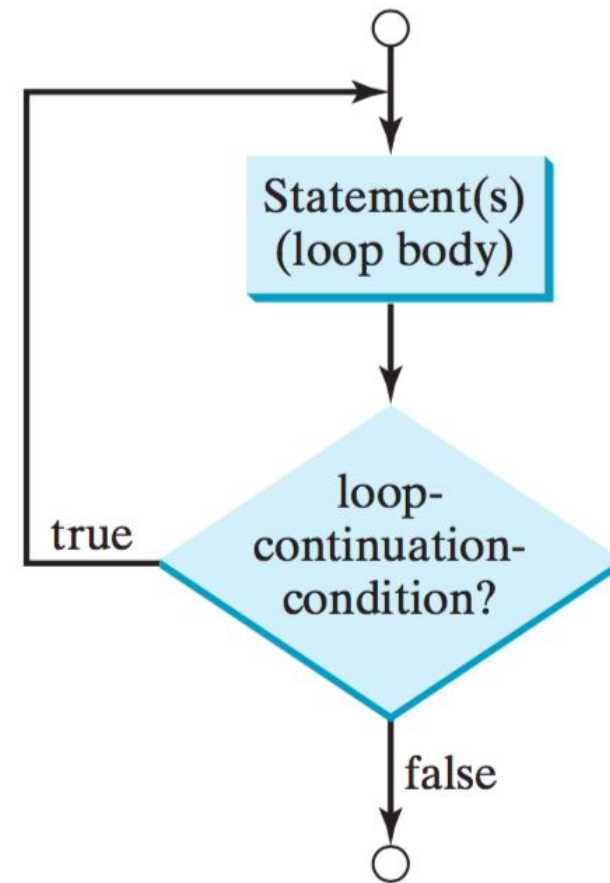 Statement(s)
(loop body)
loop-
continuation-
condition?
true
false